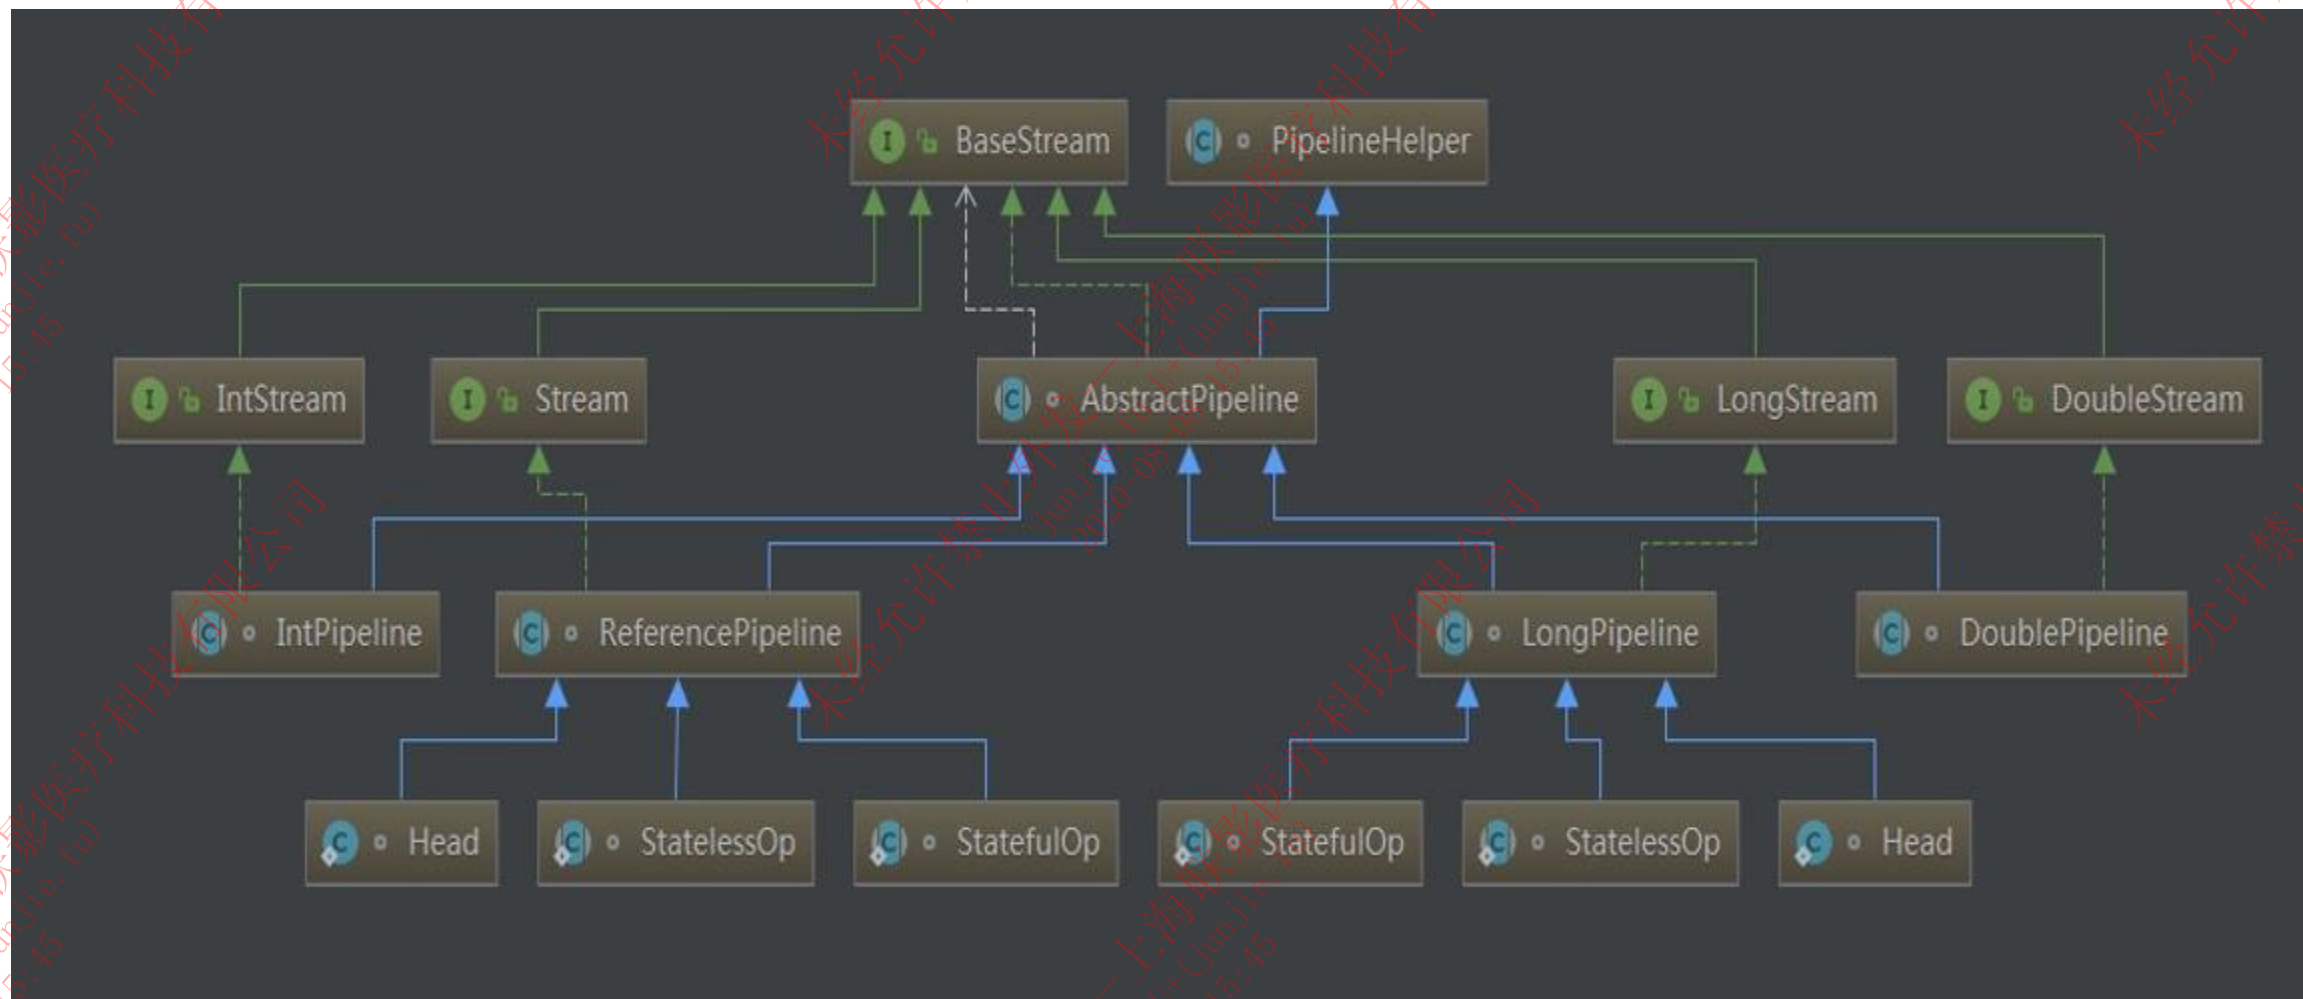 BaseStream
PipelineHelper
IntStream
Stream
AbstractPipeline
LongStream
DoubleStream
IntPipeline
ReferencePipeline
LongPipeline
DoublePipeline
Head
StatelessOp
StatefulOp
StatefulOp
StatelessOp
Head